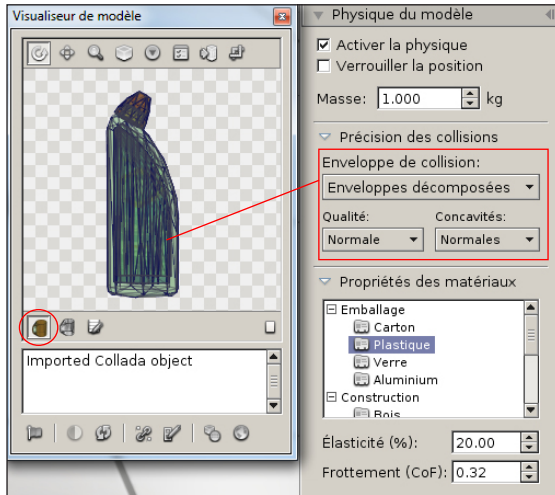 Visualiseur de modèle
Imported Collada object
Physique du modèle
Activer la physique
Verrouiller la position
Masse: 1.000 kg
Précision des collisions
Enveloppe de collision:
Enveloppes décomposées
Qualité: Concavités:
Normale Normales
Propriétés des matériaux
Emballage
Carton
Plastique
Verre
Aluminium
Construction
Bois
Élasticité (%): 20.00
Frottement (CoF): 0.32